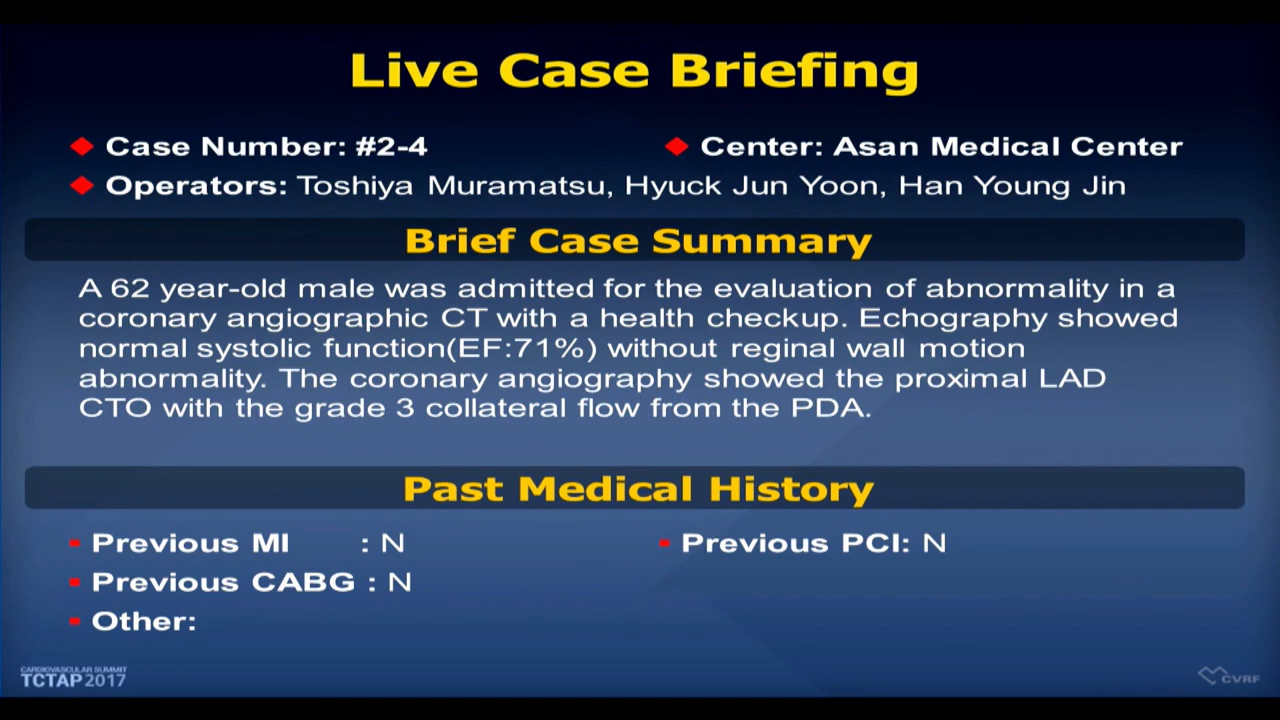 Live Case Briefing
Case Number: #2-4
Center: Asan Medical Center
Operators: Toshiya Muramatsu, Hyuck Jun Yoon, Han Young Jin
Brief Case Summary
A 62 year-old male was admitted for the evaluation of abnormality in a
coronary angiographic CT with a health checkup. Echography showed
normal systolic function(EF:71%) without reginal wall motion
abnormality. The coronary angiography showed the proximal LAD
CTO with the grade 3 collateral flow from the PDA.
Past Medical History
Previous MI : N
Previous PCI: N
Previous CABG : N
Other:
CARDIOVASCULAR SUMMIT
TCTAP2017
CVRF